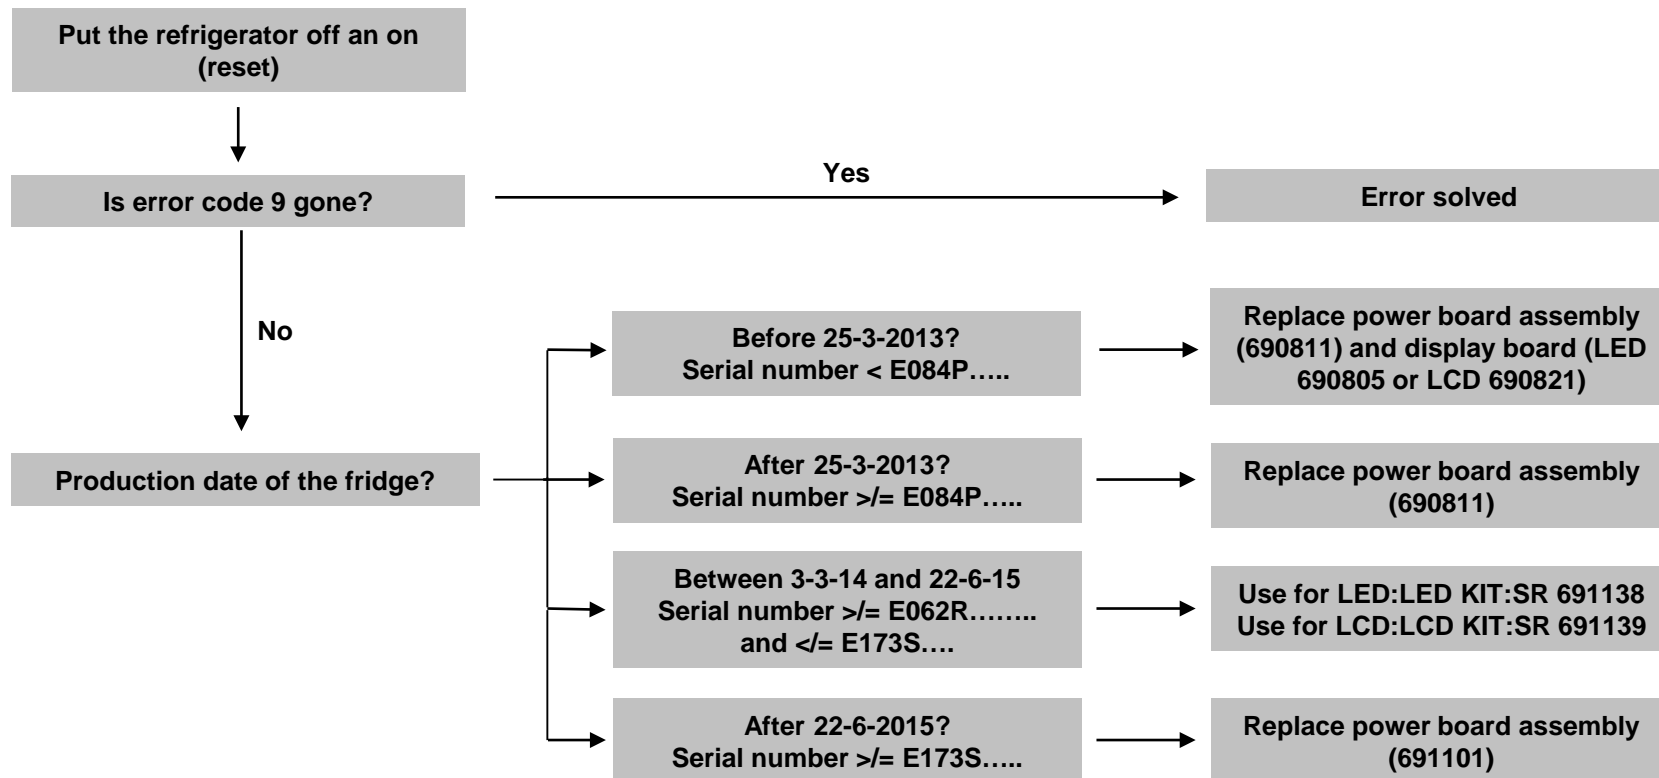 Put the refrigerator off an on
(reset)
Is error code 9 gone?
Yes
Error solved
No
Before 25-3-2013?
Serial number < E084P…..
Replace power board assembly
(690811) and display board (LED
690805 or LCD 690821)
Production date of the fridge?
After 25-3-2013?
Serial number >/= E084P…..
Replace power board assembly
(690811)
Between 3-3-14 and 22-6-15
Serial number >/= E062R……..
and </= E173S….
Use for LED:LED KIT:SR 691138
Use for LCD:LCD KIT:SR 691139
After 22-6-2015?
Serial number >/= E173S…..
Replace power board assembly
(691101)